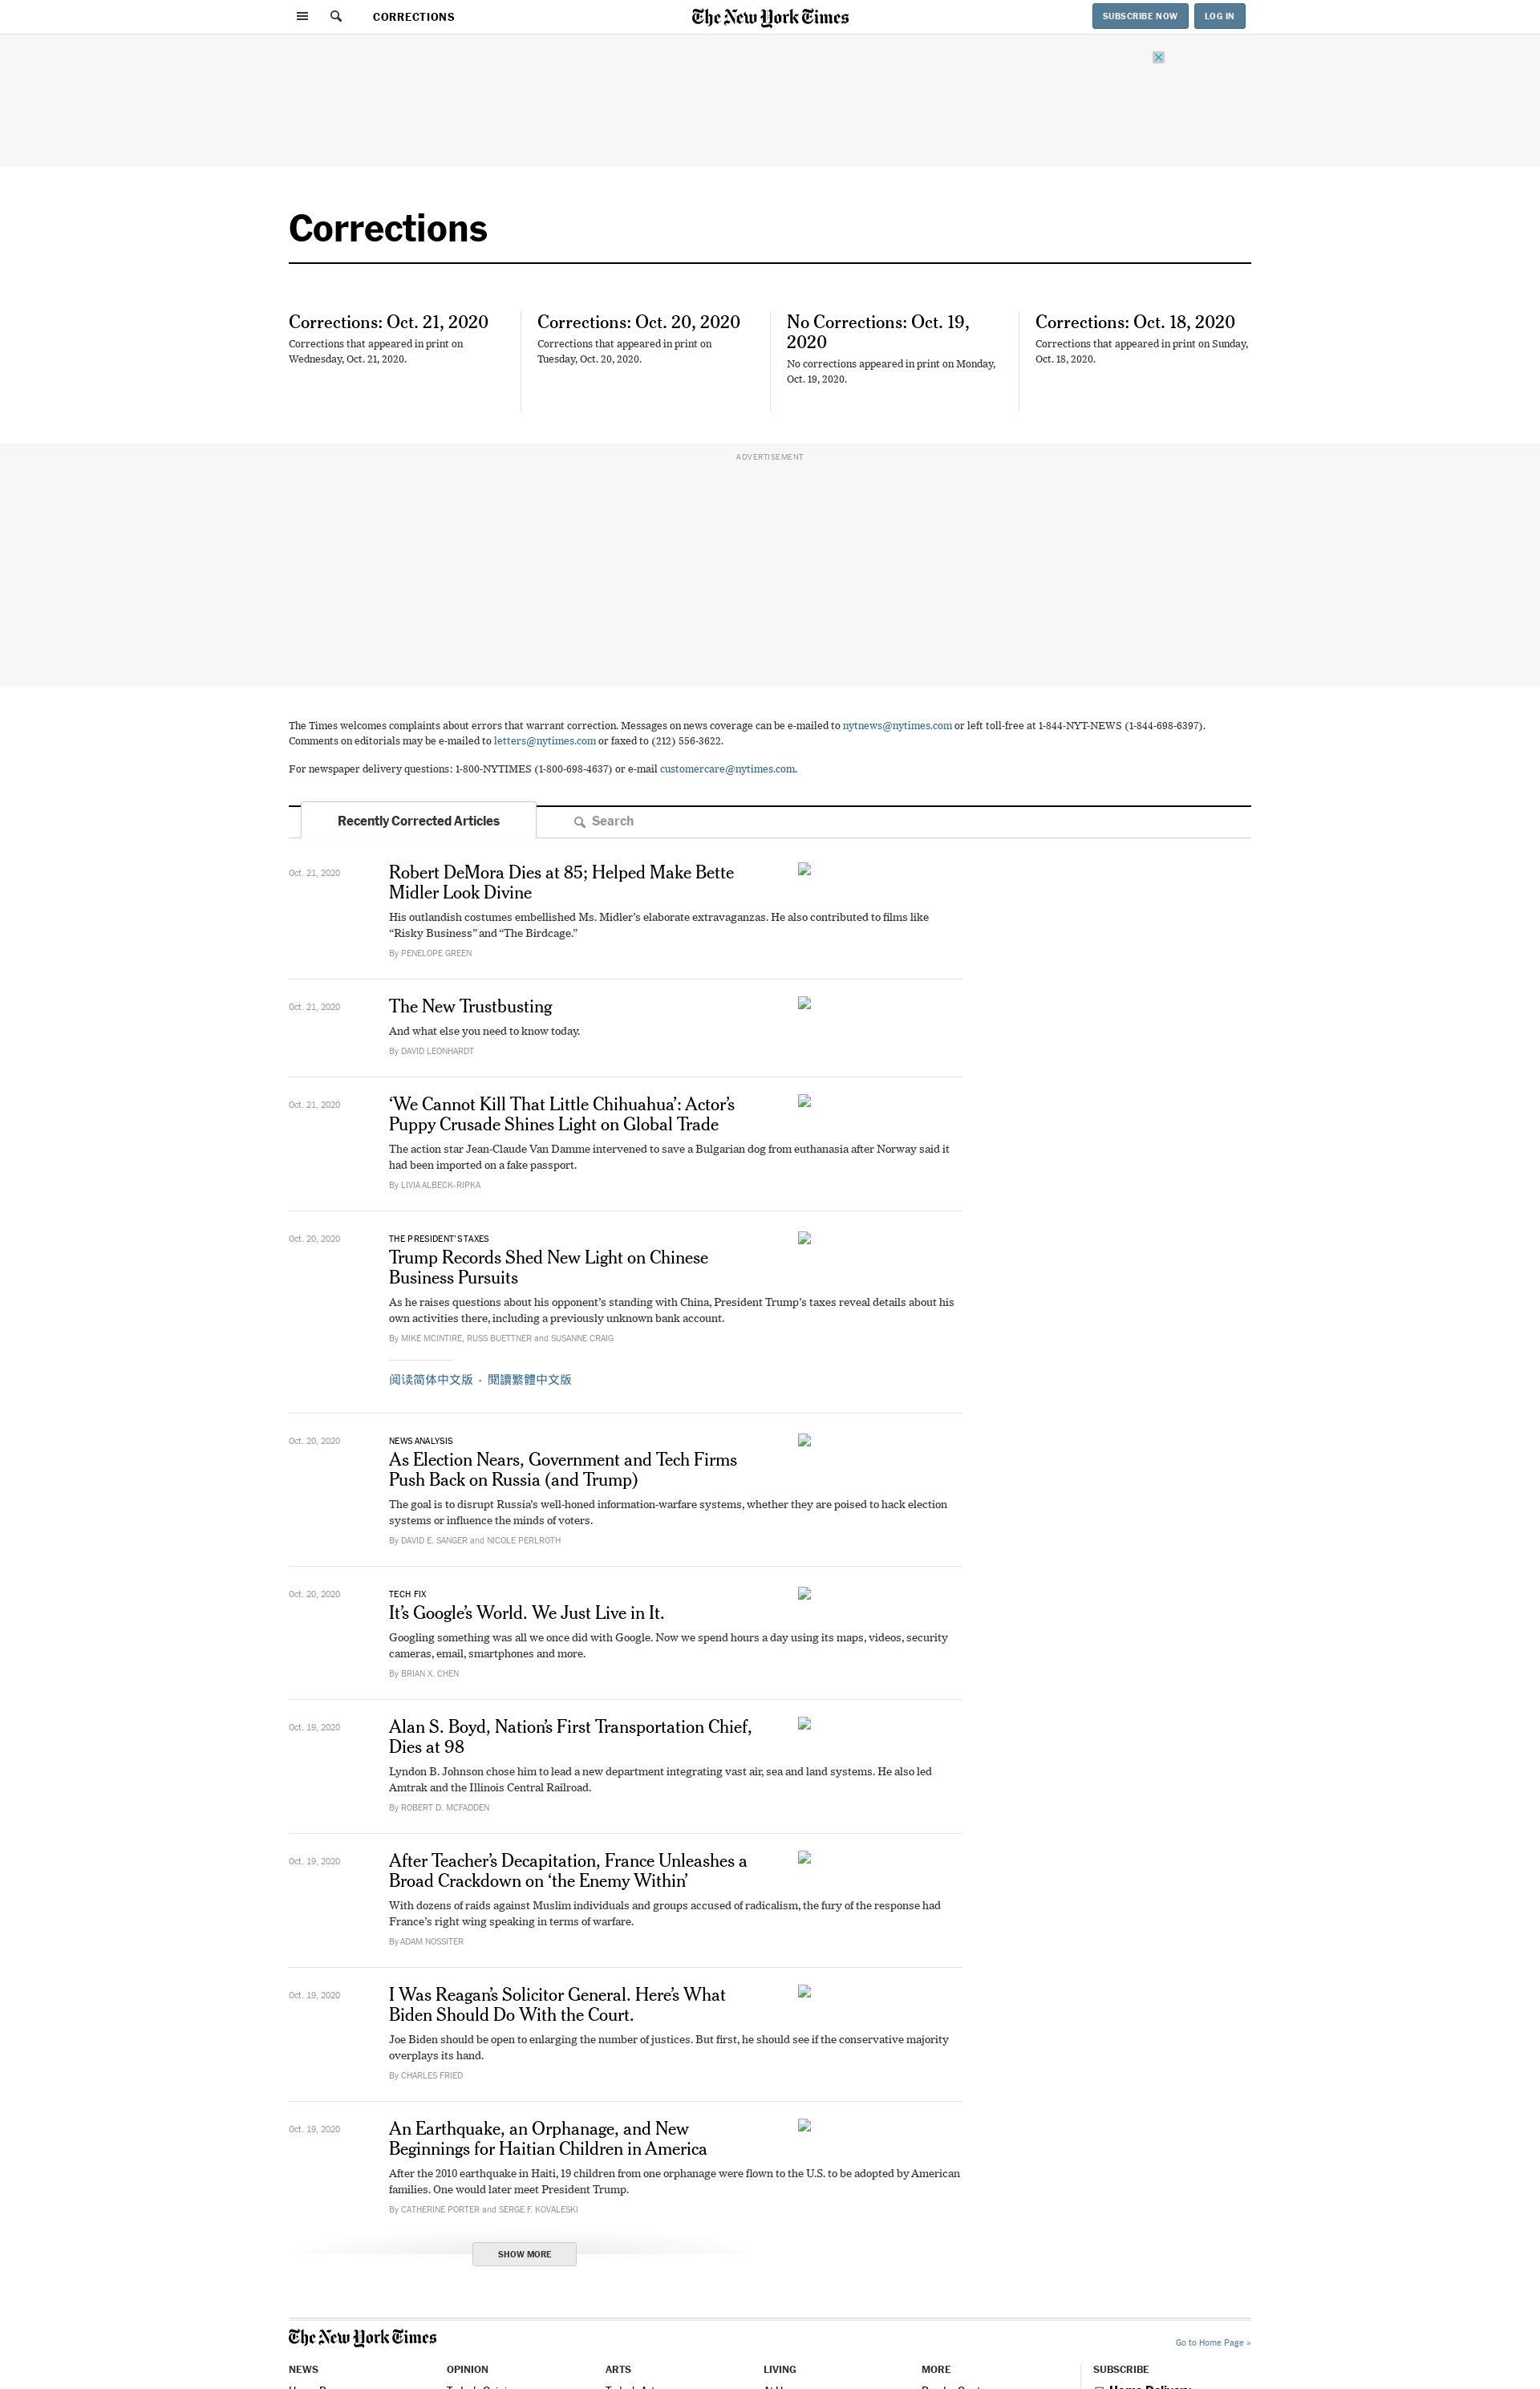 CORRECTIONS
The New York Times
SUBSCRIBE NOW
LOG IN
Corrections
Corrections: Oct. 21, 2020
Corrections that appeared in print on
Wednesday, Oct. 21, 2020.
Corrections: Oct. 20, 2020
Corrections that appeared in print on
Tuesday, Oct. 20, 2020.
No Corrections: Oct. 19,
2020
No corrections appeared in print on Monday,
Oct. 19, 2020.
Corrections: Oct. 18, 2020
Corrections that appeared in print on Sunday,
Oct. 18, 2020.
ADVERTISEMENT
The Times welcomes complaints about errors that warrant correction. Messages on news coverage can be e-mailed to nytnews@nytimes.com or left toll-free at 1-844-NYT-NEWS (1-844-698-6397).
Comments on editorials may be e-mailed to letters@nytimes.com or faxed to (212) 556-3622.
For newspaper delivery questions: 1-800-NYTIMES (1-800-698-4637) or e-mail customercare@nytimes.com.
Recently Corrected Articles
Search
Oct. 21, 2020
Robert DeMora Dies at 85; Helped Make Bette
Midler Look Divine
His outlandish costumes embellished Ms. Midler’s elaborate extravaganzas. He also contributed to films like
“Risky Business” and “The Birdcage.”
By PENELOPE GREEN
Oct. 21, 2020
The New Trustbusting
And what else you need to know today.
By DAVID LEONHARDT
Oct. 21, 2020
‘We Cannot Kill That Little Chihuahua’: Actor’s
Puppy Crusade Shines Light on Global Trade
The action star Jean-Claude Van Damme intervened to save a Bulgarian dog from euthanasia after Norway said it
had been imported on a fake passport.
By LIVIA ALBECK-RIPKA
Oct. 20, 2020
THE PRESIDENT’S TAXES
Trump Records Shed New Light on Chinese
Business Pursuits
As he raises questions about his opponent’s standing with China, President Trump’s taxes reveal details about his
own activities there, including a previously unknown bank account.
By MIKE MCINTIRE, RUSS BUETTNER and SUSANNE CRAIG
阅读简体中文版 • 閱讀繁體中文版
Oct. 20, 2020
NEWS ANALYSIS
As Election Nears, Government and Tech Firms
Push Back on Russia (and Trump)
The goal is to disrupt Russia’s well-honed information-warfare systems, whether they are poised to hack election
systems or influence the minds of voters.
By DAVID E. SANGER and NICOLE PERLROTH
Oct. 20, 2020
TECH FIX
It’s Google’s World. We Just Live in It.
Googling something was all we once did with Google. Now we spend hours a day using its maps, videos, security
cameras, email, smartphones and more.
By BRIAN X. CHEN
Oct. 19, 2020
Alan S. Boyd, Nation’s First Transportation Chief,
Dies at 98
Lyndon B. Johnson chose him to lead a new department integrating vast air, sea and land systems. He also led
Amtrak and the Illinois Central Railroad.
By ROBERT D. MCFADDEN
Oct. 19, 2020
After Teacher’s Decapitation, France Unleashes a
Broad Crackdown on ‘the Enemy Within’
With dozens of raids against Muslim individuals and groups accused of radicalism, the fury of the response had
France’s right wing speaking in terms of warfare.
By ADAM NOSSITER
Oct. 19, 2020
I Was Reagan’s Solicitor General. Here’s What
Biden Should Do With the Court.
Joe Biden should be open to enlarging the number of justices. But first, he should see if the conservative majority
overplays its hand.
By CHARLES FRIED
Oct. 19, 2020
An Earthquake, an Orphanage, and New
Beginnings for Haitian Children in America
After the 2010 earthquake in Haiti, 19 children from one orphanage were flown to the U.S. to be adopted by American
families. One would later meet President Trump.
By CATHERINE PORTER and SERGE F. KOVALESKI
SHOW MORE
The New York Times
Go to Home Page »
NEWS
OPINION
ARTS
LIVING
MORE
SUBSCRIBE
Home Delivery